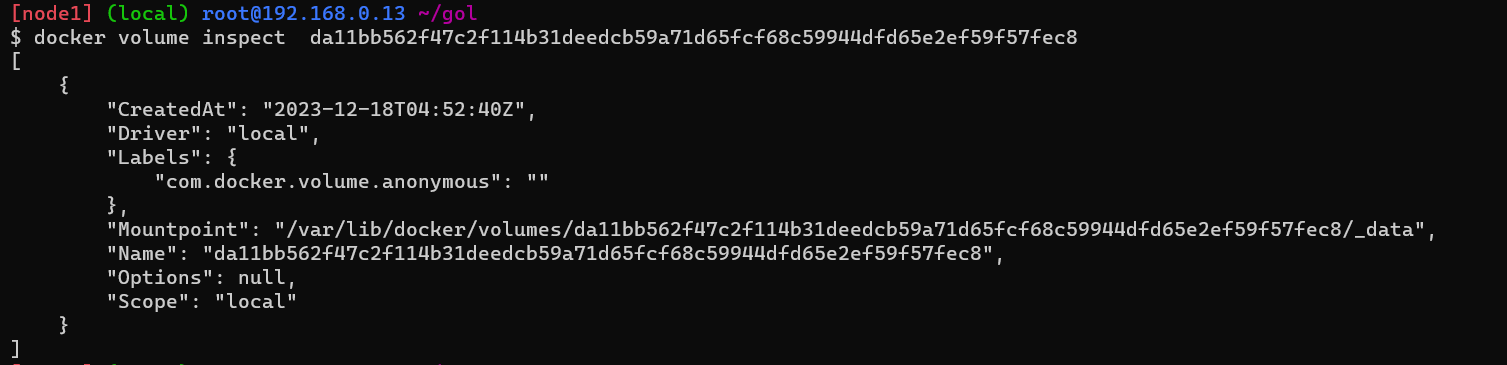 [node1] (local) root@192.168.0.13 ~/gol
$ docker volume inspect  da11bb562f47c2f114b31deedcb59a71d65fcf68c59944dfd65e2ef59f57fec8
[
    {
        "CreatedAt": "2023-12-18T04:52:40Z",
        "Driver": "local",
        "Labels": {
            "com.docker.volume.anonymous": ""
        },
        "Mountpoint": "/var/lib/docker/volumes/da11bb562f47c2f114b31deedcb59a71d65fcf68c59944dfd65e2ef59f57fec8/_data",
        "Name": "da11bb562f47c2f114b31deedcb59a71d65fcf68c59944dfd65e2ef59f57fec8",
        "Options": null,
        "Scope": "local"
    }
]